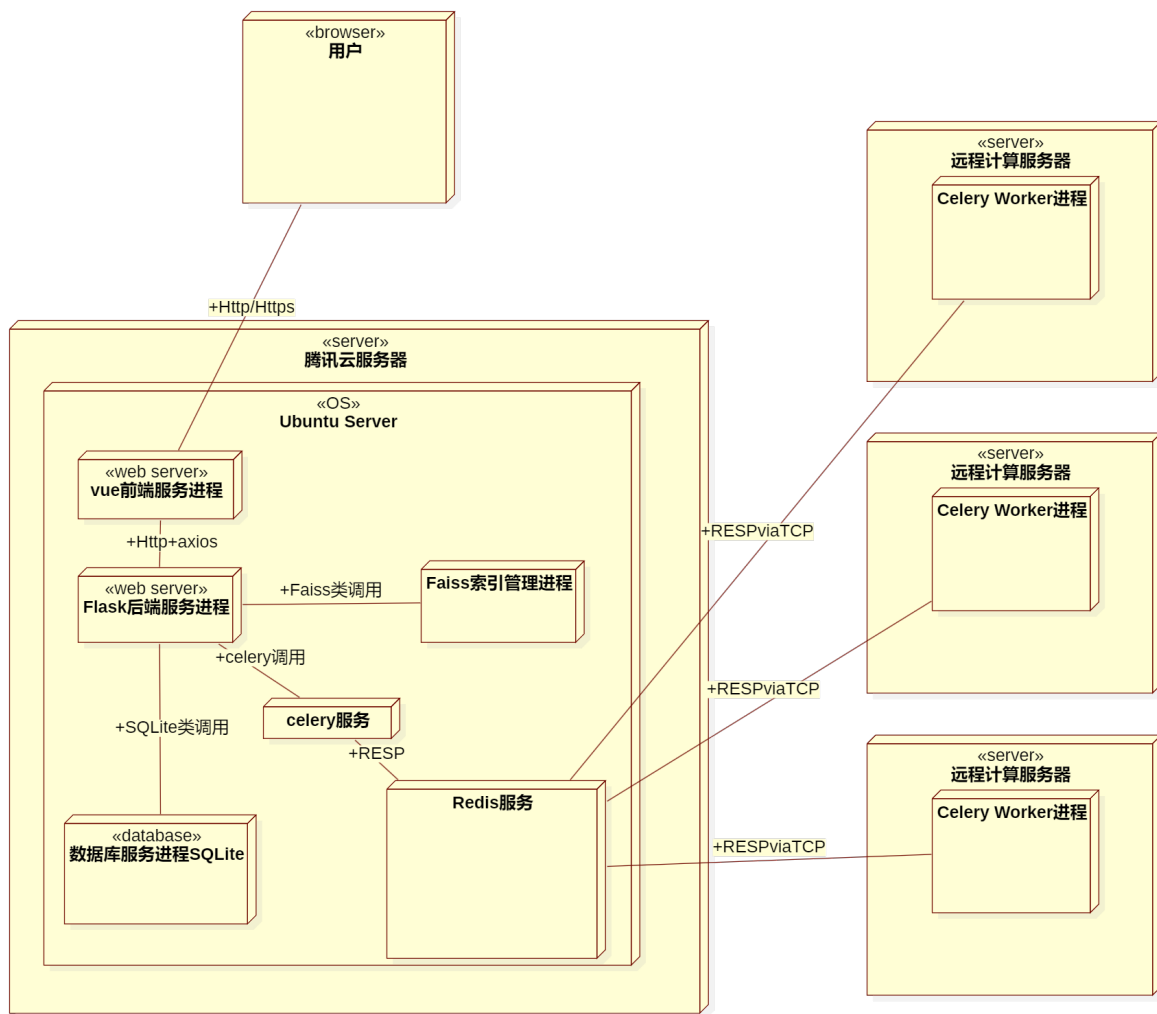 «browser»
用户
+Http/Https
«server»
腾讯云服务器
«OS»
Ubuntu Server
«web server»
vue前端服务进程
+Http+axios
«web server»
Flask后端服务进程
+Faiss类调用
Faiss索引管理进程
+celery调用
celery服务
+SQLite类调用
+RESP
Redis服务
«database»
数据库服务进程SQLite
«server»
远程计算服务器
Celery Worker进程
+RESPviaTCP
«server»
远程计算服务器
Celery Worker进程
+RESPviaTCP
«server»
远程计算服务器
Celery Worker进程
+RESPviaTCP